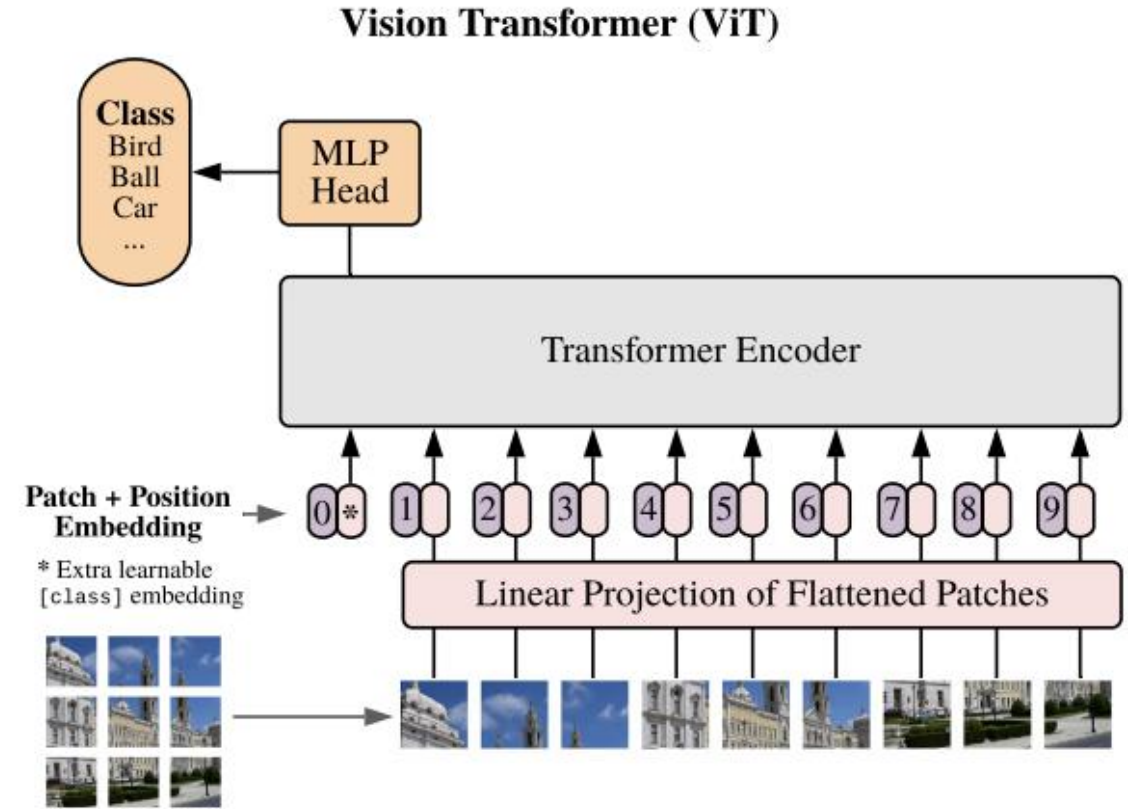 Vision Transformer (ViT)
Class
Bird
Ball
Car
...
MLP
Head
Transformer Encoder
Patch + Position
Embedding
0 * 1 2 3 4 5 6 7 8 9
* Extra learnable
[class] embedding
Linear Projection of Flattened Patches